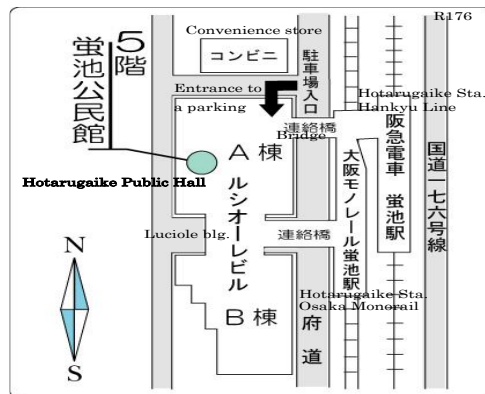 R176
Convenience store
コンビニ
駐車場入口
5階
蛍池公民館
Entrance to
a parking
Hotarugaike Sta.
Hankyu Line
連絡橋
Bridge
A棟
Hotarugaike Public Hall
ルシオーレビル
大阪モノレール蛍池駅
阪急電車 蛍池駅
国道一七六号線
Luciole blg.
連絡橋
N
S
Hotarugaike Sta.
Osaka Monorail
B棟
府道